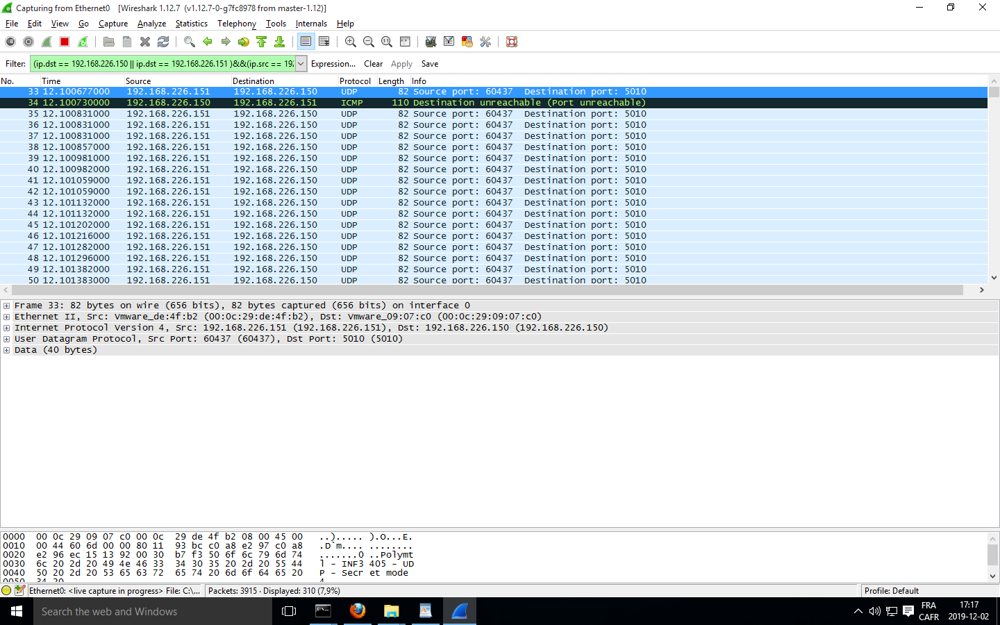 Capturing from Ethernet0 [Wireshark 1.12.7 (v1.12.7-0-g7fc8978 from master-1.12)]
File Edit View Go Capture Analyze Statistics Telephony Tools Internals Help
Filter: (ip.dst == 192.168.226.150 || ip.dst == 192.168.226.151 )&&(ip.src == 192 Expression... Clear Apply Save
No. Time Source Destination Protocol Length Info
33 12.100677000 192.168.226.151 192.168.226.150 UDP 82 Source port: 60437 Destination port: 5010
34 12.100730000 192.168.226.150 192.168.226.151 ICMP 110 Destination unreachable (Port unreachable)
35 12.100831000 192.168.226.151 192.168.226.150 UDP 82 Source port: 60437 Destination port: 5010
36 12.100831000 192.168.226.151 192.168.226.150 UDP 82 Source port: 60437 Destination port: 5010
37 12.100831000 192.168.226.151 192.168.226.150 UDP 82 Source port: 60437 Destination port: 5010
38 12.100857000 192.168.226.151 192.168.226.150 UDP 82 Source port: 60437 Destination port: 5010
39 12.100981000 192.168.226.151 192.168.226.150 UDP 82 Source port: 60437 Destination port: 5010
40 12.100982000 192.168.226.151 192.168.226.150 UDP 82 Source port: 60437 Destination port: 5010
41 12.101059000 192.168.226.151 192.168.226.150 UDP 82 Source port: 60437 Destination port: 5010
42 12.101059000 192.168.226.151 192.168.226.150 UDP 82 Source port: 60437 Destination port: 5010
43 12.101132000 192.168.226.151 192.168.226.150 UDP 82 Source port: 60437 Destination port: 5010
44 12.101132000 192.168.226.151 192.168.226.150 UDP 82 Source port: 60437 Destination port: 5010
45 12.101202000 192.168.226.151 192.168.226.150 UDP 82 Source port: 60437 Destination port: 5010
46 12.101216000 192.168.226.151 192.168.226.150 UDP 82 Source port: 60437 Destination port: 5010
47 12.101282000 192.168.226.151 192.168.226.150 UDP 82 Source port: 60437 Destination port: 5010
48 12.101296000 192.168.226.151 192.168.226.150 UDP 82 Source port: 60437 Destination port: 5010
49 12.101382000 192.168.226.151 192.168.226.150 UDP 82 Source port: 60437 Destination port: 5010
50 12.101383000 192.168.226.151 192.168.226.150 UDP 82 Source port: 60437 Destination port: 5010
Frame 33: 82 bytes on wire (656 bits), 82 bytes captured (656 bits) on interface 0
Ethernet II, Src: Vmware_de:4f:b2 (00:0c:29:de:4f:b2), Dst: Vmware_09:07:c0 (00:0c:29:09:07:c0)
Internet Protocol Version 4, Src: 192.168.226.151 (192.168.226.151), Dst: 192.168.226.150 (192.168.226.150)
User Datagram Protocol, Src Port: 60437 (60437), Dst Port: 5010 (5010)
Data (40 bytes)
0000 00 0c 29 09 07 c0 00 0c 29 de 4f b2 08 00 45 00 ..)..... ).O...E.
0010 00 44 60 6d 00 00 80 11 93 bc c0 a8 e2 97 c0 a8 .D`m.... ........
0020 e2 96 ec 15 13 92 00 30 b7 f3 50 6f 6c 79 6d 74 .......0 ..Polymt
0030 6c 20 2d 20 49 4e 46 33 34 30 35 20 2d 20 55 44 l - INF3 405 - UD
0040 50 20 2d 20 53 65 63 72 65 74 20 6d 6f 64 65 20 P - Secr et mode
0050 34 20 4
Ethernet0: <live capture in progress> File: C:\... Packets: 3915 · Displayed: 310 (7,9%) Profile: Default
Search the web and Windows
FRA 17:17
CAFR 2019-12-02